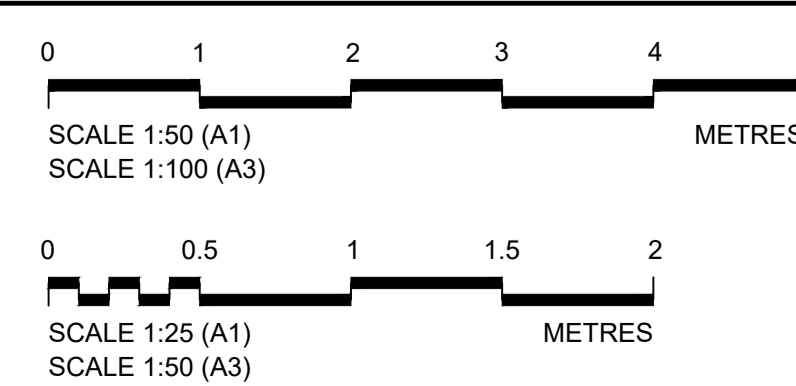 0 1 2 3 4
SCALE 1:50 (A1) METRES
SCALE 1:100 (A3)
0 0.5 1 1.5 2
SCALE 1:25 (A1) METRES
SCALE 1:50 (A3)